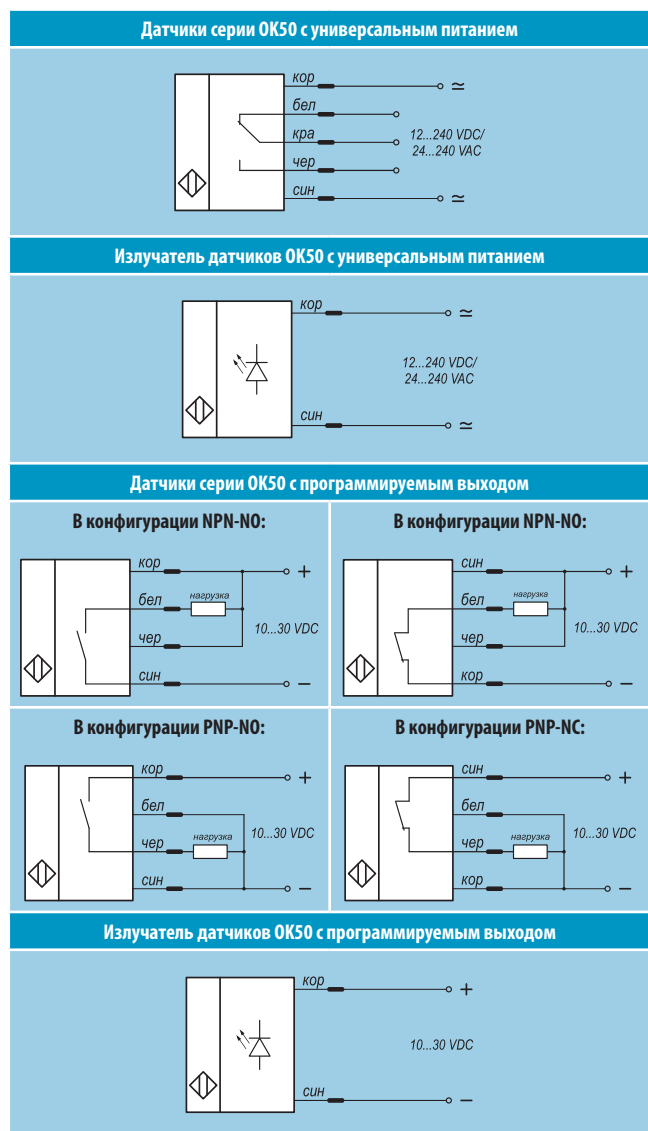 Датчики серии ОК50 с универсальным питанием
кор
≃
бел
кра
12...240 VDC/
24...240 VAC
чер
син
≃
Излучатель датчиков ОК50 с универсальным питанием
кор
≃
12...240 VDC/
24...240 VAC
син
≃
Датчики серии ОК50 с программируемым выходом
В конфигурации NPN-NO:
кор
+
бел
нагрузка
10...30 VDC
чер
син
−
В конфигурации NPN-NO:
син
+
бел
нагрузка
10...30 VDC
чер
кор
−
В конфигурации PNP-NO:
кор
+
бел
10...30 VDC
чер
нагрузка
син
−
В конфигурации PNP-NC:
син
+
бел
10...30 VDC
чер
нагрузка
кор
−
Излучатель датчиков ОК50 с программируемым выходом
кор
+
10...30 VDC
син
−